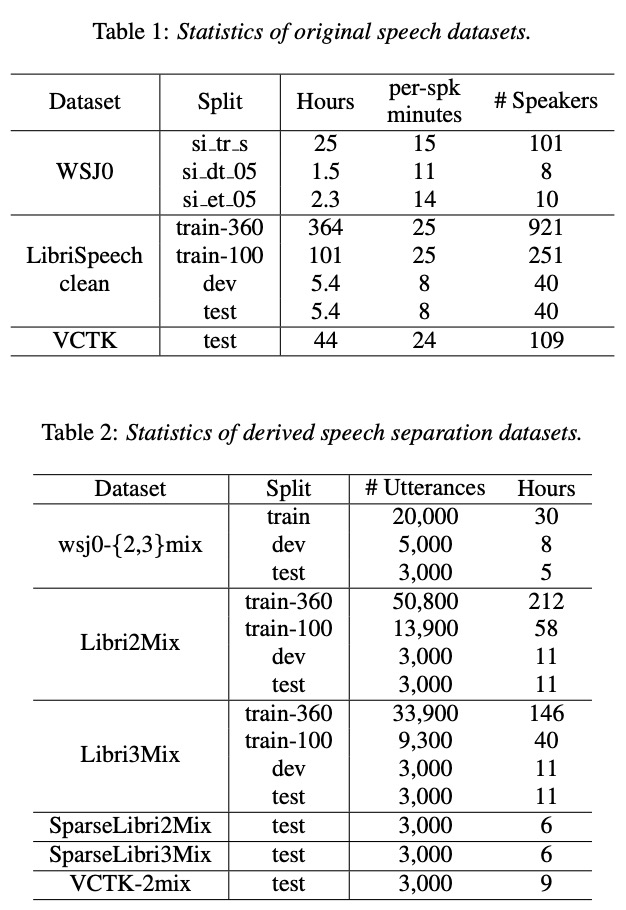 Table 1: Statistics of original speech datasets.
Dataset Split Hours per-spk minutes # Speakers
WSJ0
si_tr_s 25 15 101
si_dt_05 1.5 11 8
si_et_05 2.3 14 10
LibriSpeech clean
train-360 364 25 921
train-100 101 25 251
dev 5.4 8 40
test 5.4 8 40
VCTK test 44 24 109
Table 2: Statistics of derived speech separation datasets.
Dataset Split # Utterances Hours
wsj0-{2,3}mix
train 20,000 30
dev 5,000 8
test 3,000 5
Libri2Mix
train-360 50,800 212
train-100 13,900 58
dev 3,000 11
test 3,000 11
Libri3Mix
train-360 33,900 146
train-100 9,300 40
dev 3,000 11
test 3,000 11
SparseLibri2Mix test 3,000 6
SparseLibri3Mix test 3,000 6
VCTK-2mix test 3,000 9